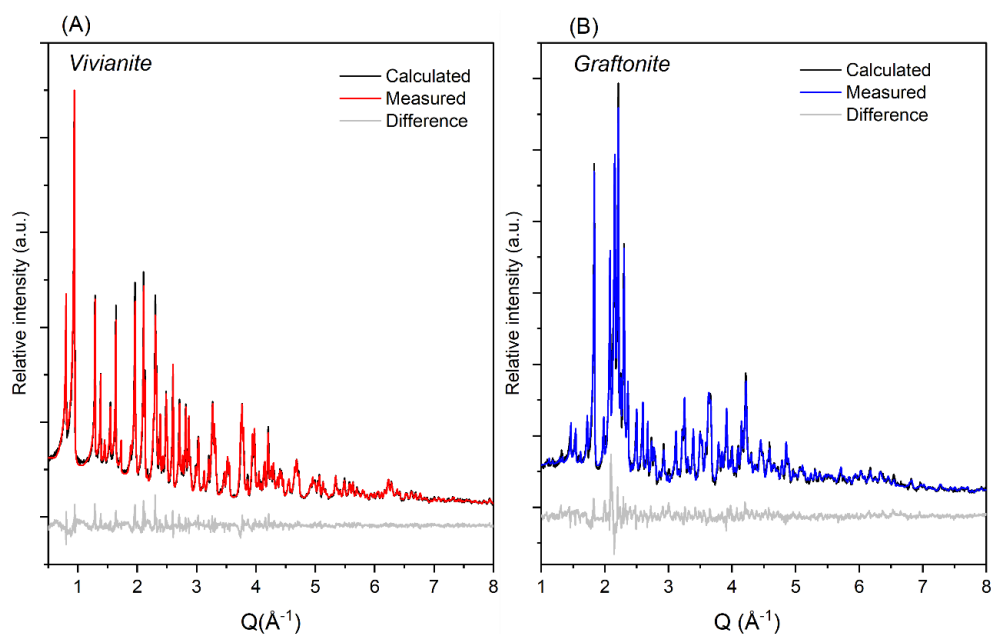 (A)
Vivianite
Calculated
Measured
Difference
Relative intensity (a.u.)
1 2 3 4 5 6 7 8
Q(Å⁻¹)
(B)
Graftonite
Calculated
Measured
Difference
Relative intensity (a.u.)
1 2 3 4 5 6 7 8
Q (Å⁻¹)